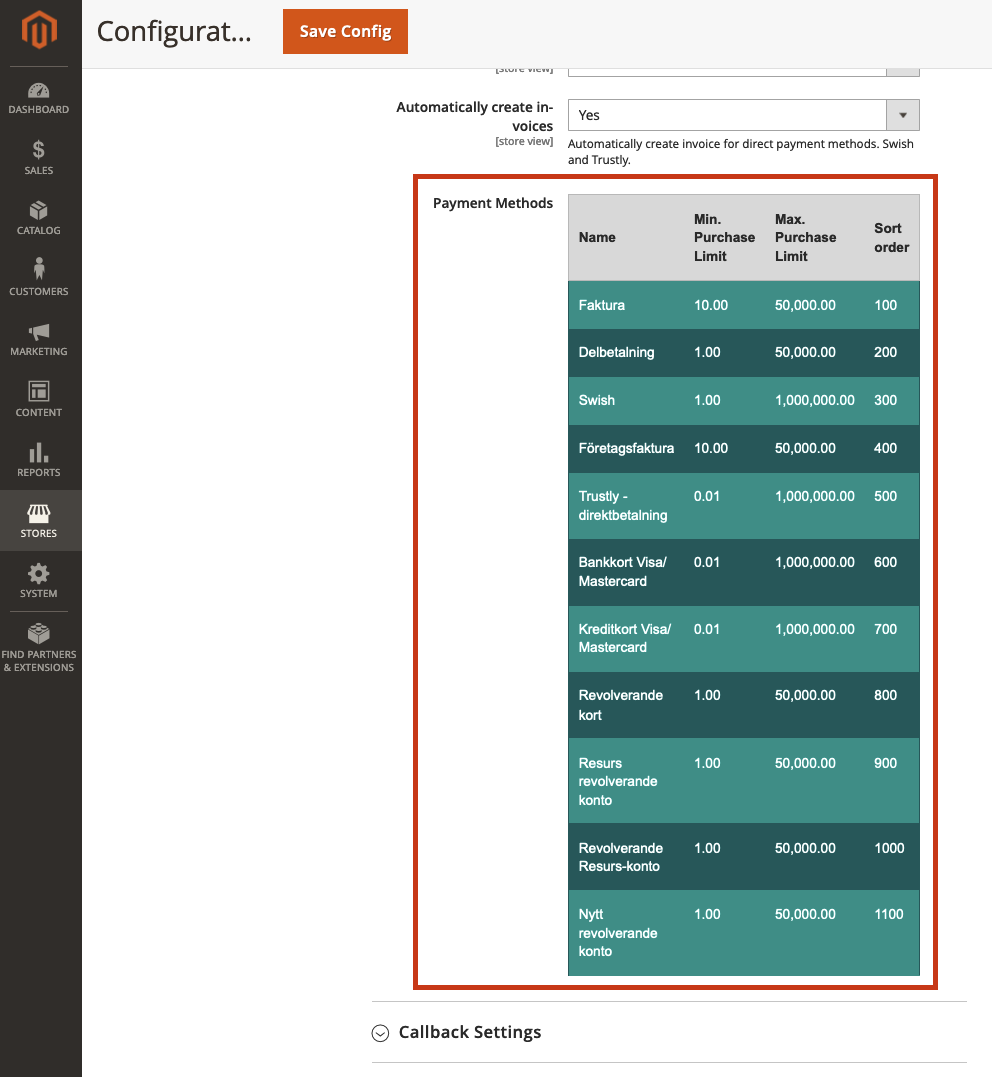 Configurat...
Save Config
DASHBOARD
SALES
CATALOG
CUSTOMERS
MARKETING
CONTENT
REPORTS
STORES
SYSTEM
FIND PARTNERS
& EXTENSIONS
[store view]
Automatically create in-
voices
[store view]
Yes
Automatically create invoice for direct payment methods. Swish
and Trustly.
Payment Methods
Name
Min.
Purchase
Limit
Max.
Purchase
Limit
Sort
order
Faktura 10.00 50,000.00 100
Delbetalning 1.00 50,000.00 200
Swish 1.00 1,000,000.00 300
Företagsfaktura 10.00 50,000.00 400
Trustly - 0.01 1,000,000.00 500
direktbetalning
Bankkort Visa/ 0.01 1,000,000.00 600
Mastercard
Kreditkort Visa/ 0.01 1,000,000.00 700
Mastercard
Revolverande 1.00 50,000.00 800
kort
Resurs 1.00 50,000.00 900
revolverande
konto
Revolverande 1.00 50,000.00 1000
Resurs-konto
Nytt 1.00 50,000.00 1100
revolverande
konto
Callback Settings